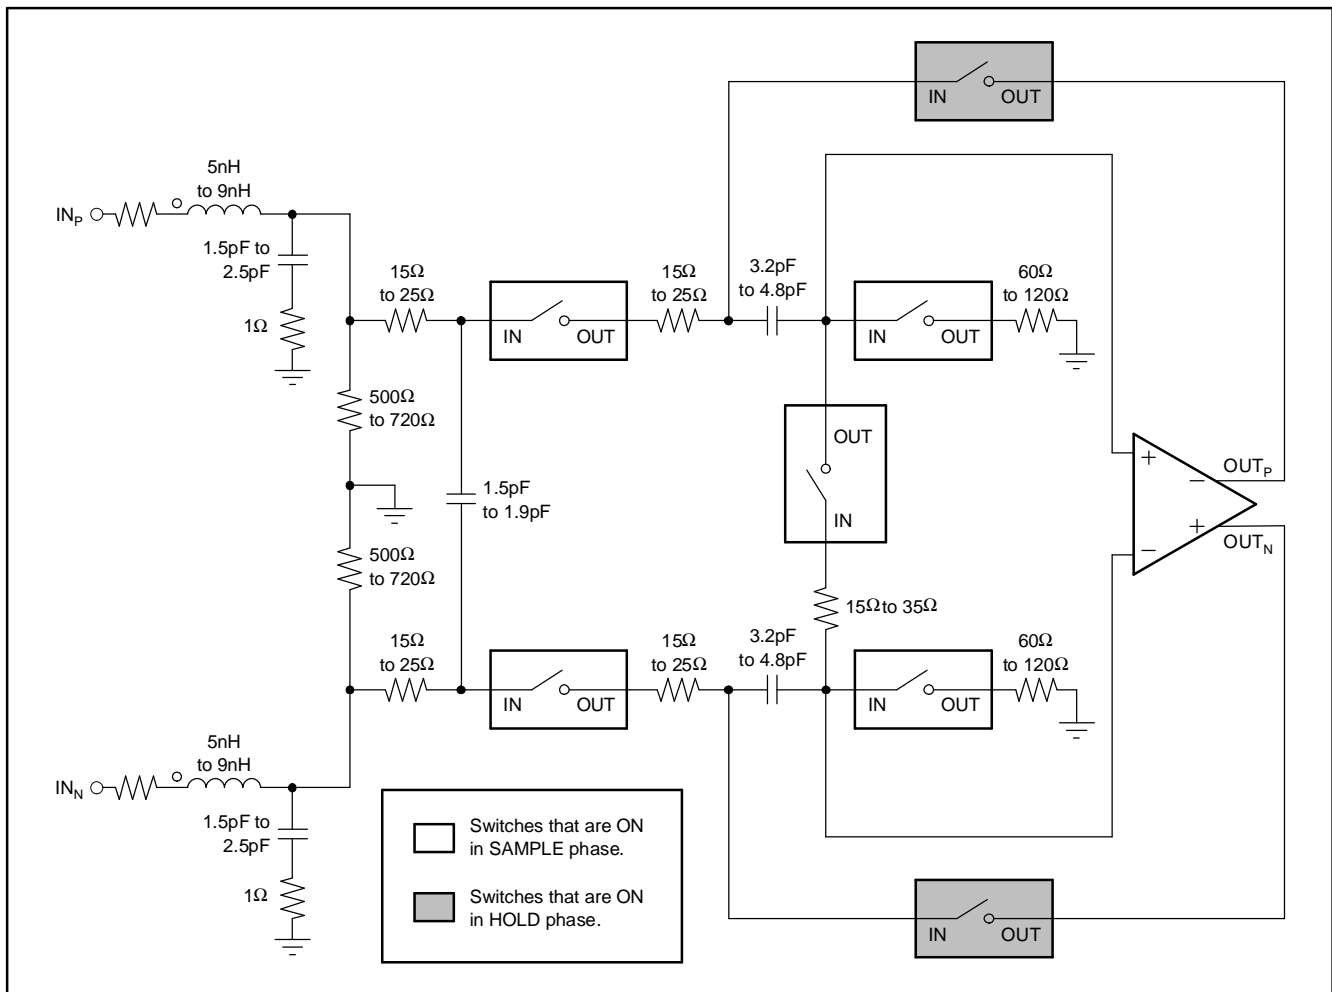 IN OUT
5nH
to 9nH
INP
1.5pF to
2.5pF
15Ω
to 25Ω
15Ω
to 25Ω
3.2pF
to 4.8pF
60Ω
to 120Ω
IN OUT
IN OUT
1Ω
500Ω
to 720Ω
OUT
IN
+
−
OUTP
1.5pF
to 1.9pF
+
−
OUTN
500Ω
to 720Ω
15Ω to 35Ω
15Ω
to 25Ω
15Ω
to 25Ω
3.2pF
to 4.8pF
60Ω
to 120Ω
IN OUT
IN OUT
5nH
to 9nH
INN
1.5pF to
2.5pF
1Ω
Switches that are ON
in SAMPLE phase.
Switches that are ON
in HOLD phase.
IN OUT